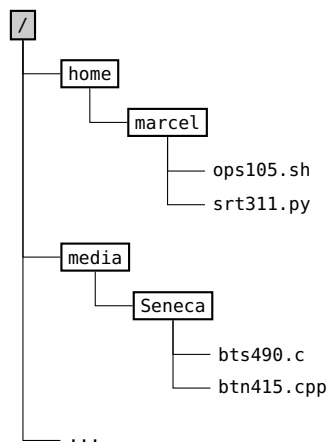 /
home
marcel
ops105.sh
srt311.py
media
Seneca
bts490.c
btn415.cpp
...